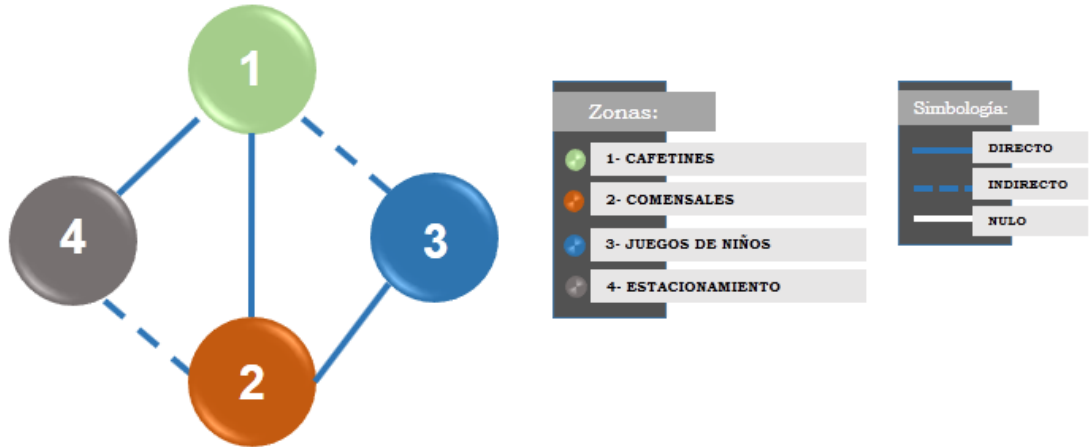 1
4
3
2
Zonas:
1- CAFETINES
2- COMENSALES
3- JUEGOS DE NIÑOS
4- ESTACIONAMIENTO
Simbología:
DIRECTO
INDIRECTO
NULO